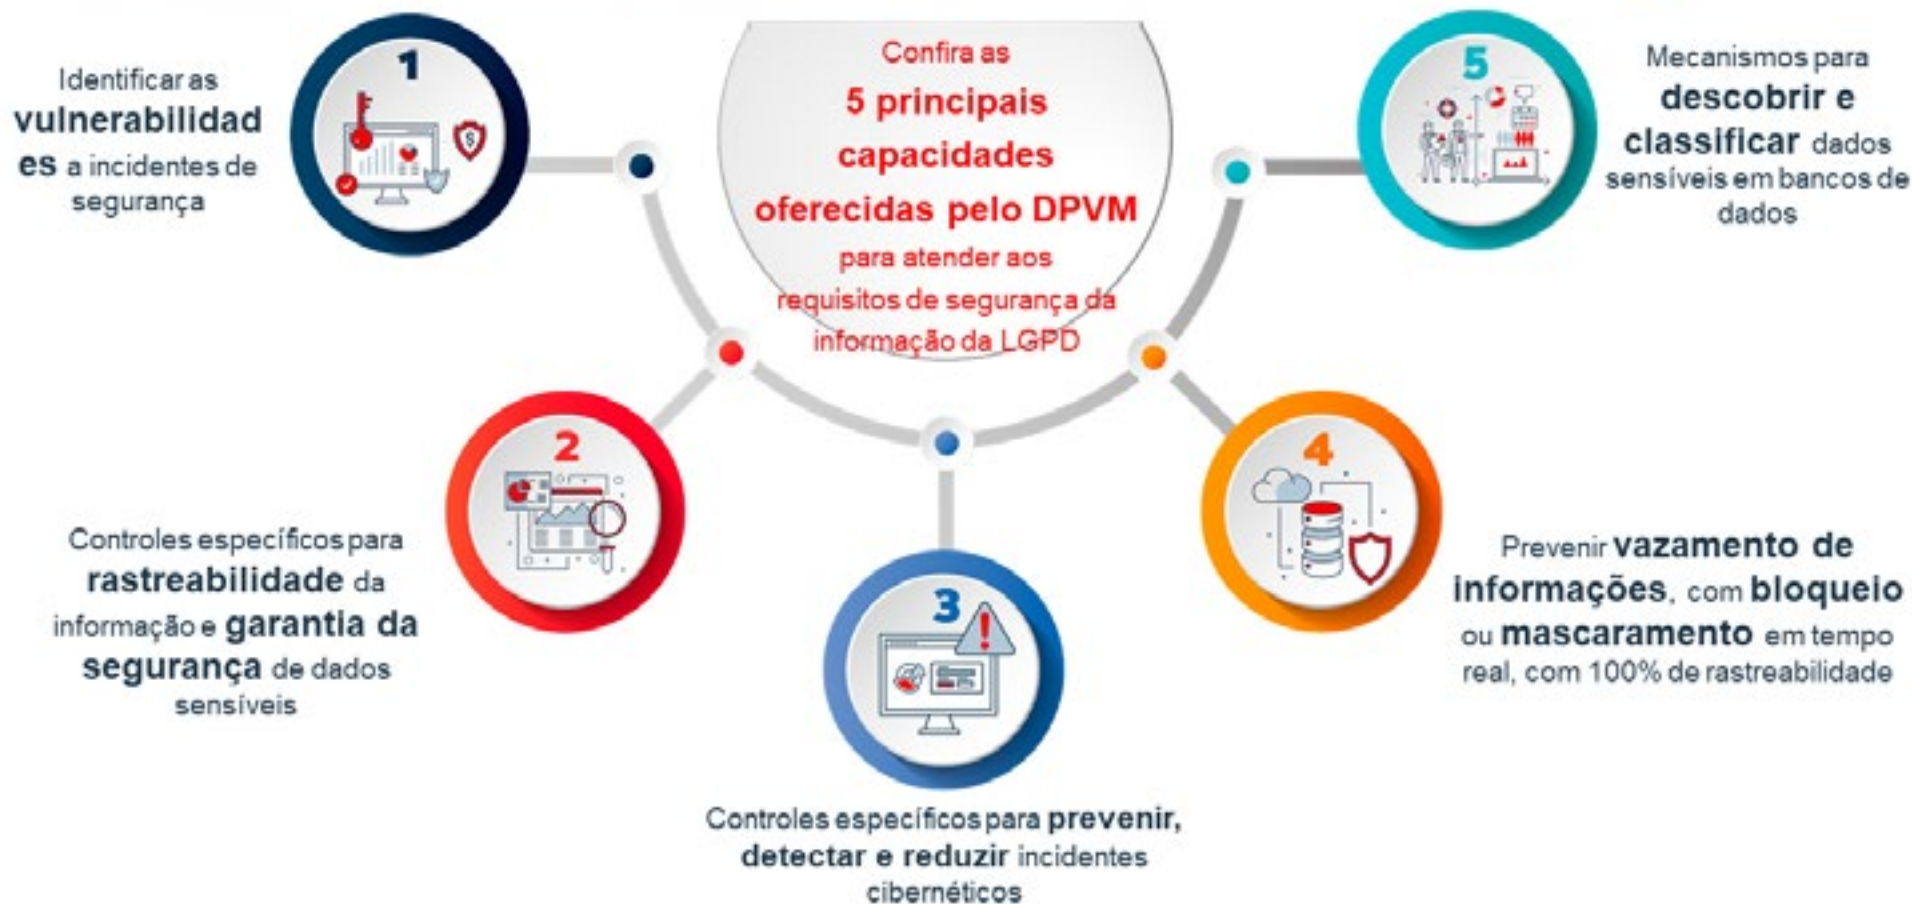 Confira as
5 principais
capacidades
oferecidas pelo DPVM
para atender aos
requisitos de segurança da
informação da LGPD
1
Identificar as
vulnerabilidad
es a incidentes de
segurança
2
Controles específicos para
rastreabilidade da
informação e garantia da
segurança de dados
sensíveis
3
Controles específicos para prevenir,
detectar e reduzir incidentes
cibernéticos
4
Prevenir vazamento de
informações, com bloqueio
ou mascaramento em tempo
real, com 100% de rastreabilidade
5
Mecanismos para
descobrir e
classificar dados
sensíveis em bancos de
dados